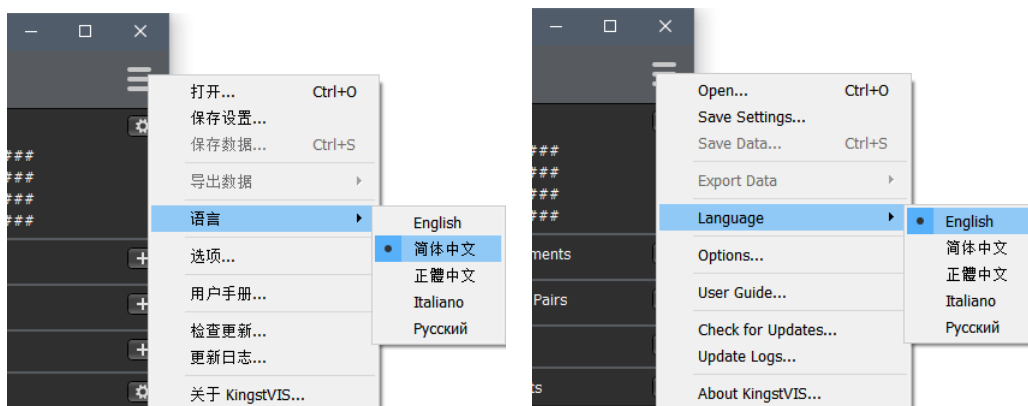 打开... Ctrl+O
保存设置...
保存数据... Ctrl+S
###
###
导出数据
###
###
语言
English
简体中文
选项...
正體中文
用户手册...
Italiano
Русский
检查更新...
更新日志...
关于 KingstVIS...
Open... Ctrl+O
Save Settings...
Save Data... Ctrl+S
###
###
Export Data
###
###
Language
English
简体中文
ments
Options...
正體中文
Pairs
User Guide...
Italiano
Русский
Check for Updates...
Update Logs...
ts
About KingstVIS...